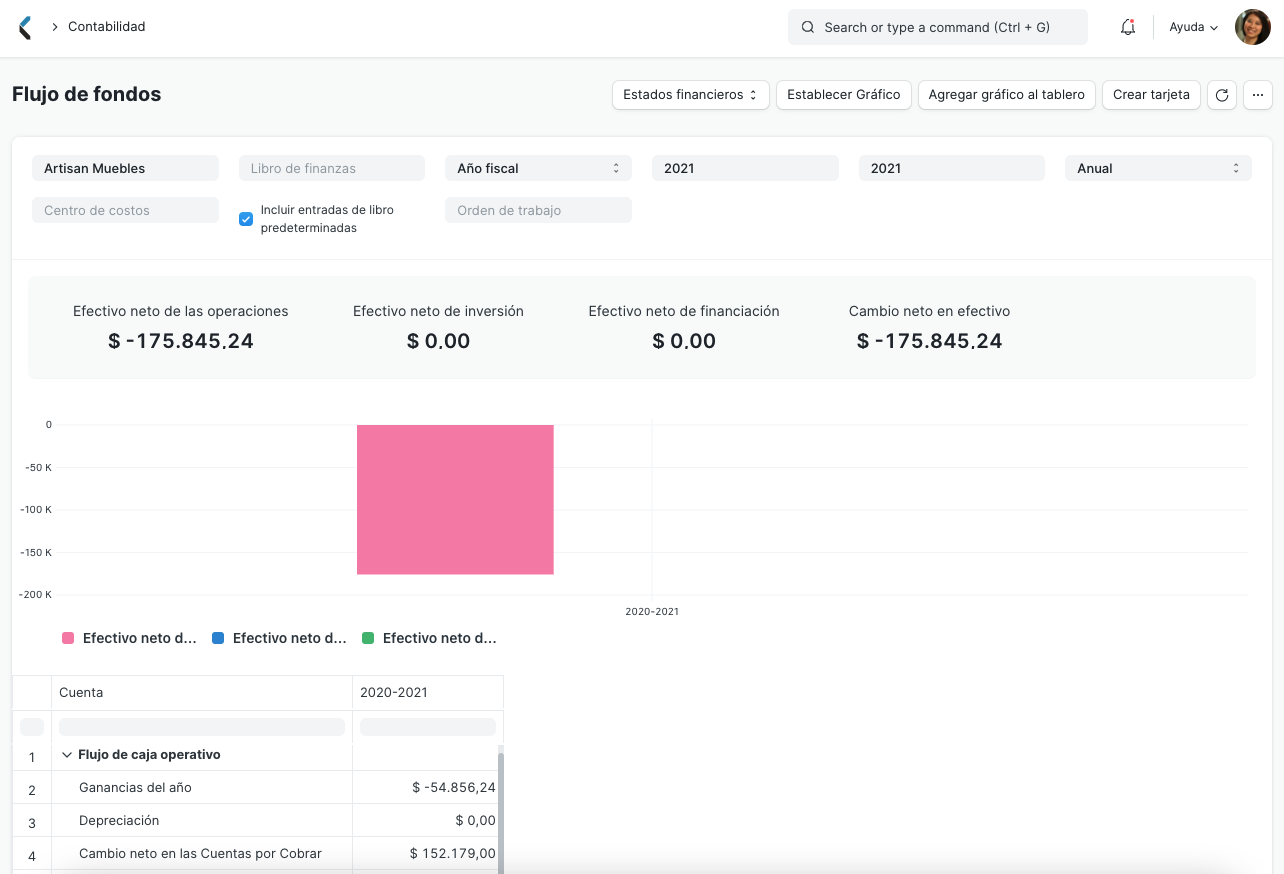 Contabilidad
Search or type a command (Ctrl + G)
Ayuda
Flujo de fondos
Estados financieros
Establecer Gráfico
Agregar gráfico al tablero
Crear tarjeta
Artisan Muebles
Libro de finanzas
Año fiscal
2021
2021
Anual
Centro de costos
Incluir entradas de libro
predeterminadas
Orden de trabajo
Efectivo neto de las operaciones
$ -175.845,24
Efectivo neto de inversión
$ 0,00
Efectivo neto de financiación
$ 0,00
Cambio neto en efectivo
$ -175.845,24
0
-50 K
-100 K
-150 K
-200 K
2020-2021
Efectivo neto d...
Efectivo neto d...
Efectivo neto d...
Cuenta 2020-2021
1 Flujo de caja operativo
2 Ganancias del año $ -54.856,24
3 Depreciación $ 0,00
4 Cambio neto en las Cuentas por Cobrar $ 152.179,00